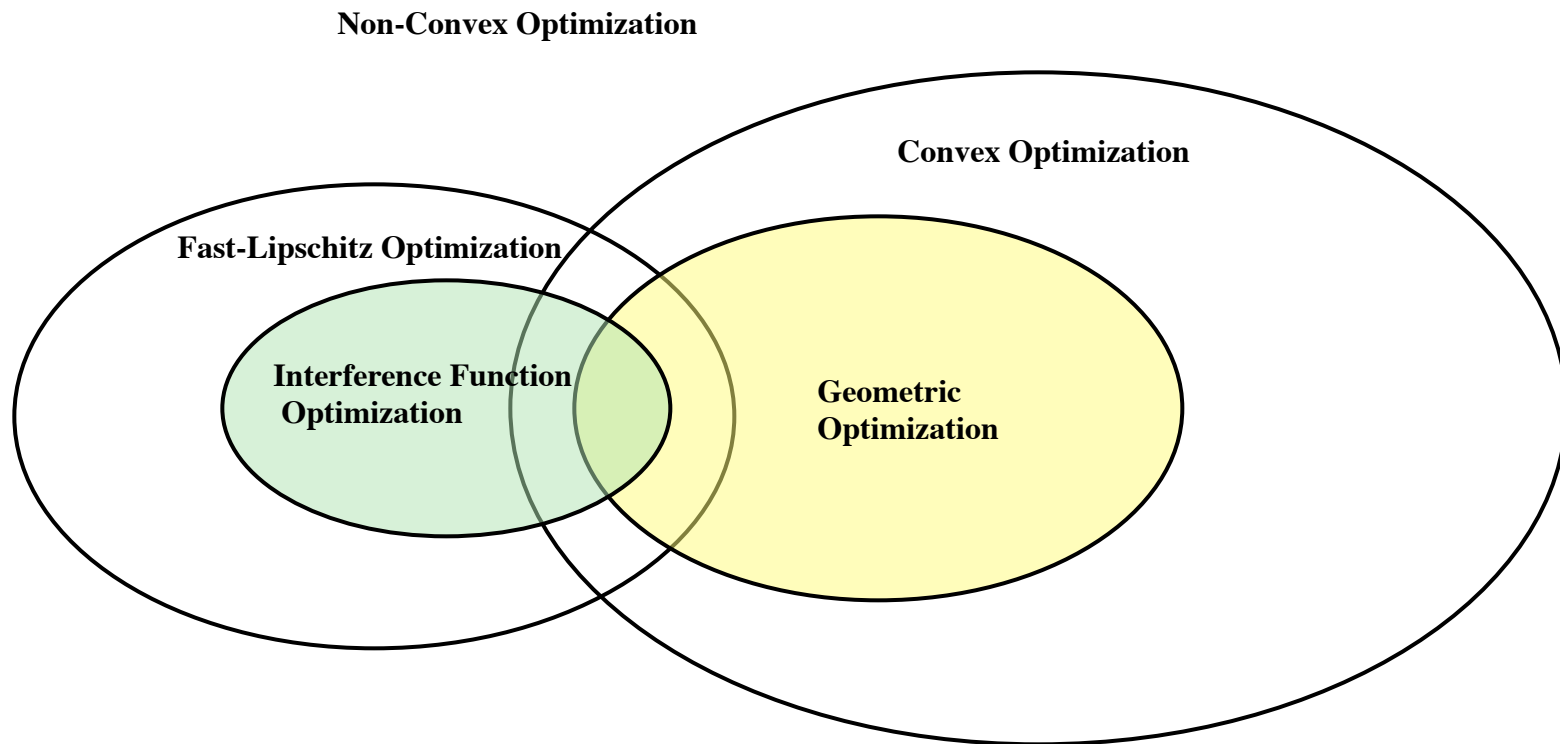 Non-Convex Optimization
Convex Optimization
Fast-Lipschitz Optimization
Interference Function
Optimization
Geometric
Optimization